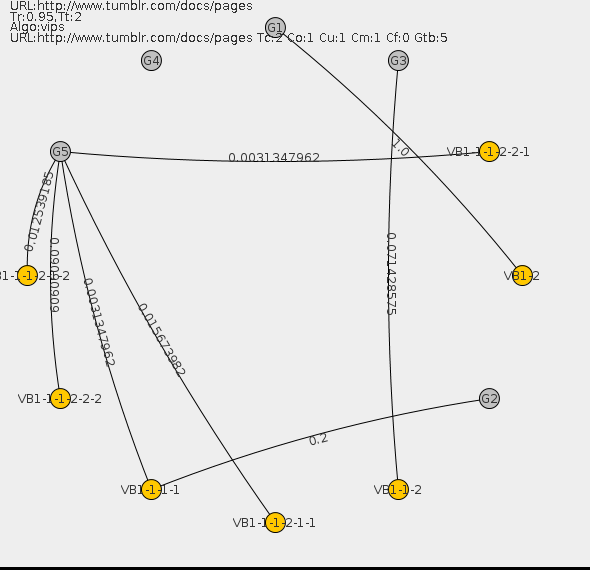 URL:http://www.tumblr.com/docs/pages
Tr:0.95,Tt:2
Algo:vips
URL:http://www.tumblr.com/docs/pages Tc:2 Co:1 Cu:1 Cm:1 Cf:0 Gtb:5
G1
G4
G3
1.0
G5
0.0031347962
VB1-1-1-2-2-1
0.012539185
0.09090909
0.071428575
B1-1-1-2-1-2
VB1-2
0.0031347962
0.015673982
VB1-1-1-2-2-2
G2
0.2
VB1-1-1-1
VB1-1-2
VB1-1-1-2-1-1